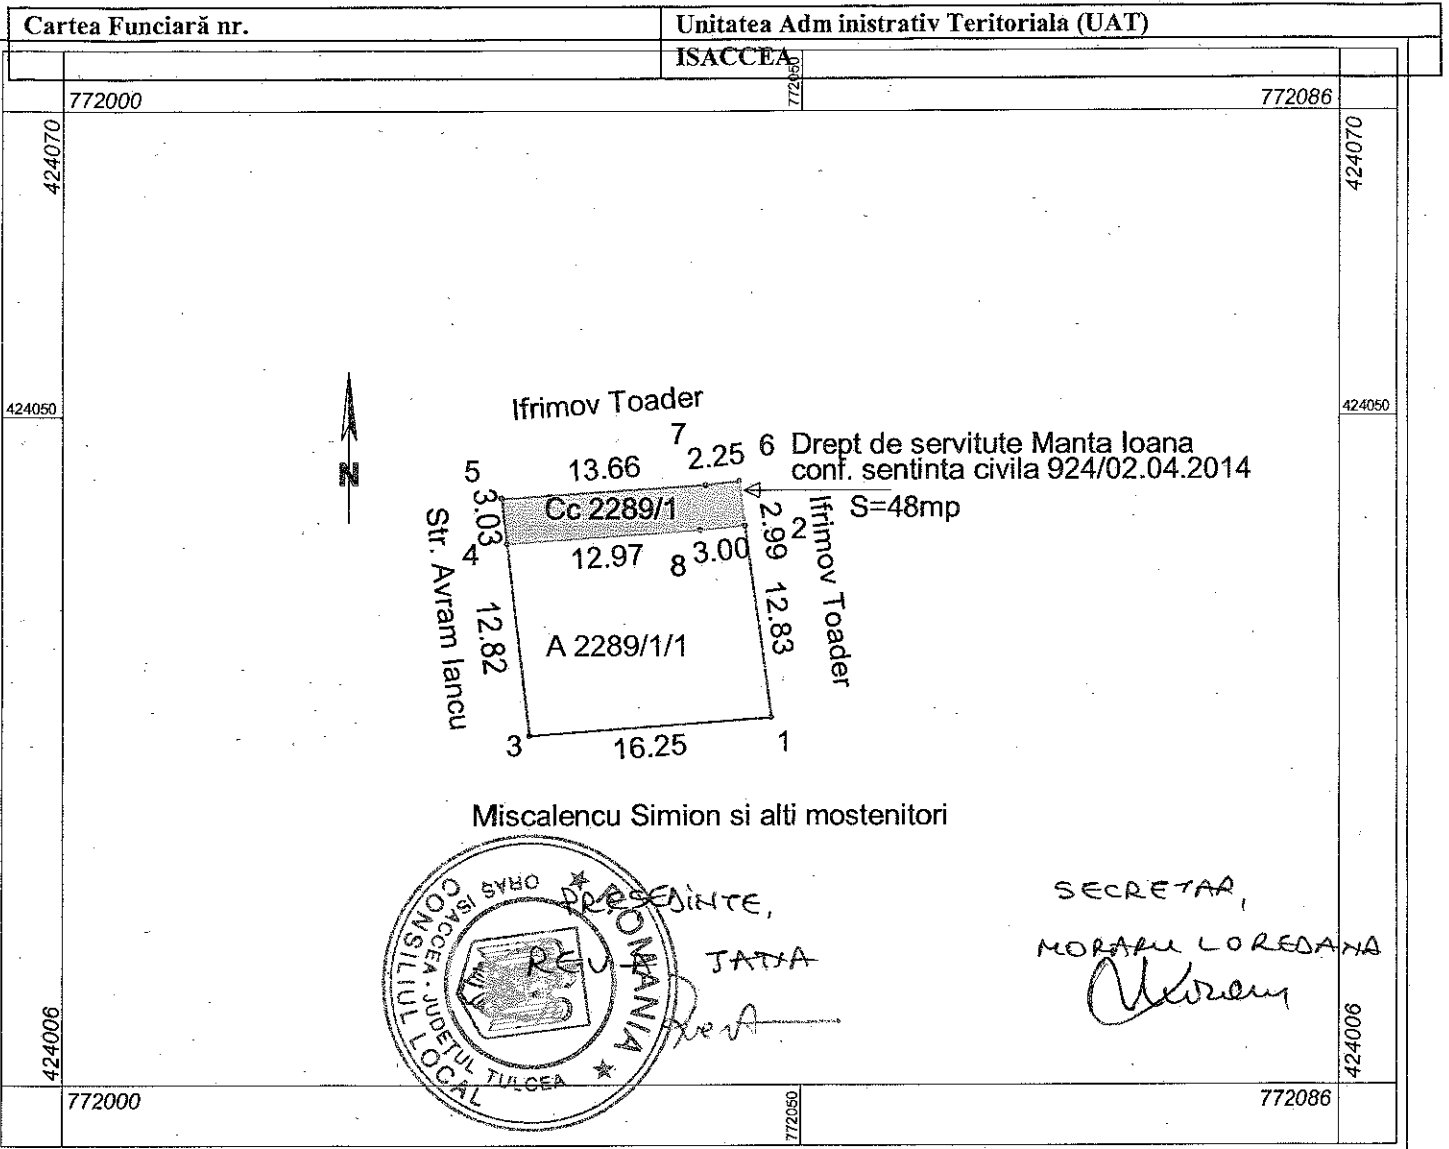 Cartea Funciară nr.
Unitatea Adm inistrativ Teritoriala (UAT)
ISACCEA
772050
772000
772086
424070
424070
424050
424050
Ifrimov Toader
7
6
Drept de servitute Manta Ioana
conf. sentinta civila 924/02.04.2014
S=48mp
5
13.66
2.25
N
3.03
Cc 2289/1
2.99
2
4
12.97
8
3.00
Ifrimov Toader
Str. Avram Iancu
12.82
A 2289/1/1
12.83
3
16.25
1
Miscalencu Simion si alti mostenitori
PRESEDINTE,
SECRETAR,
MORARU LOREDANA
ROMANIA
CONSILIUL LOCAL
ORAS ISACCEA - JUDEȚUL TULCEA
424006
424006
772000
772050
772086